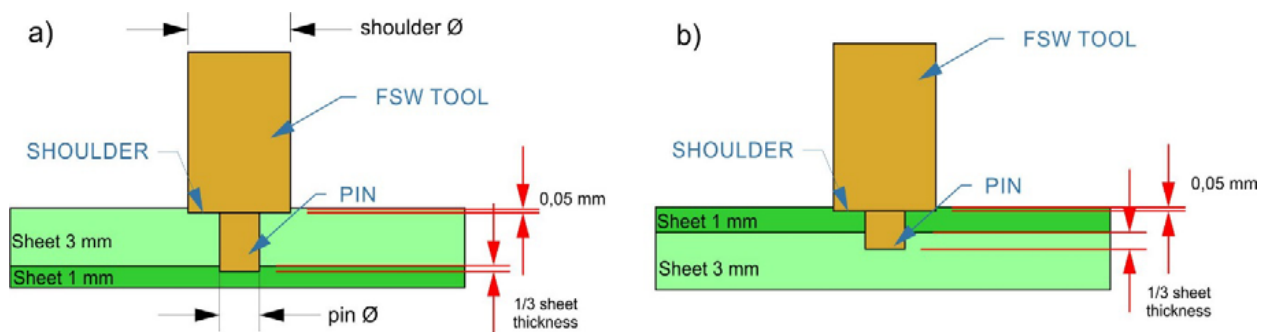 a)
shoulder Ø
FSW TOOL
SHOULDER
PIN
0,05 mm
Sheet 3 mm
Sheet 1 mm
pin Ø
1/3 sheet
thickness
b)
FSW TOOL
SHOULDER
PIN
0,05 mm
Sheet 1 mm
Sheet 3 mm
1/3 sheet
thickness